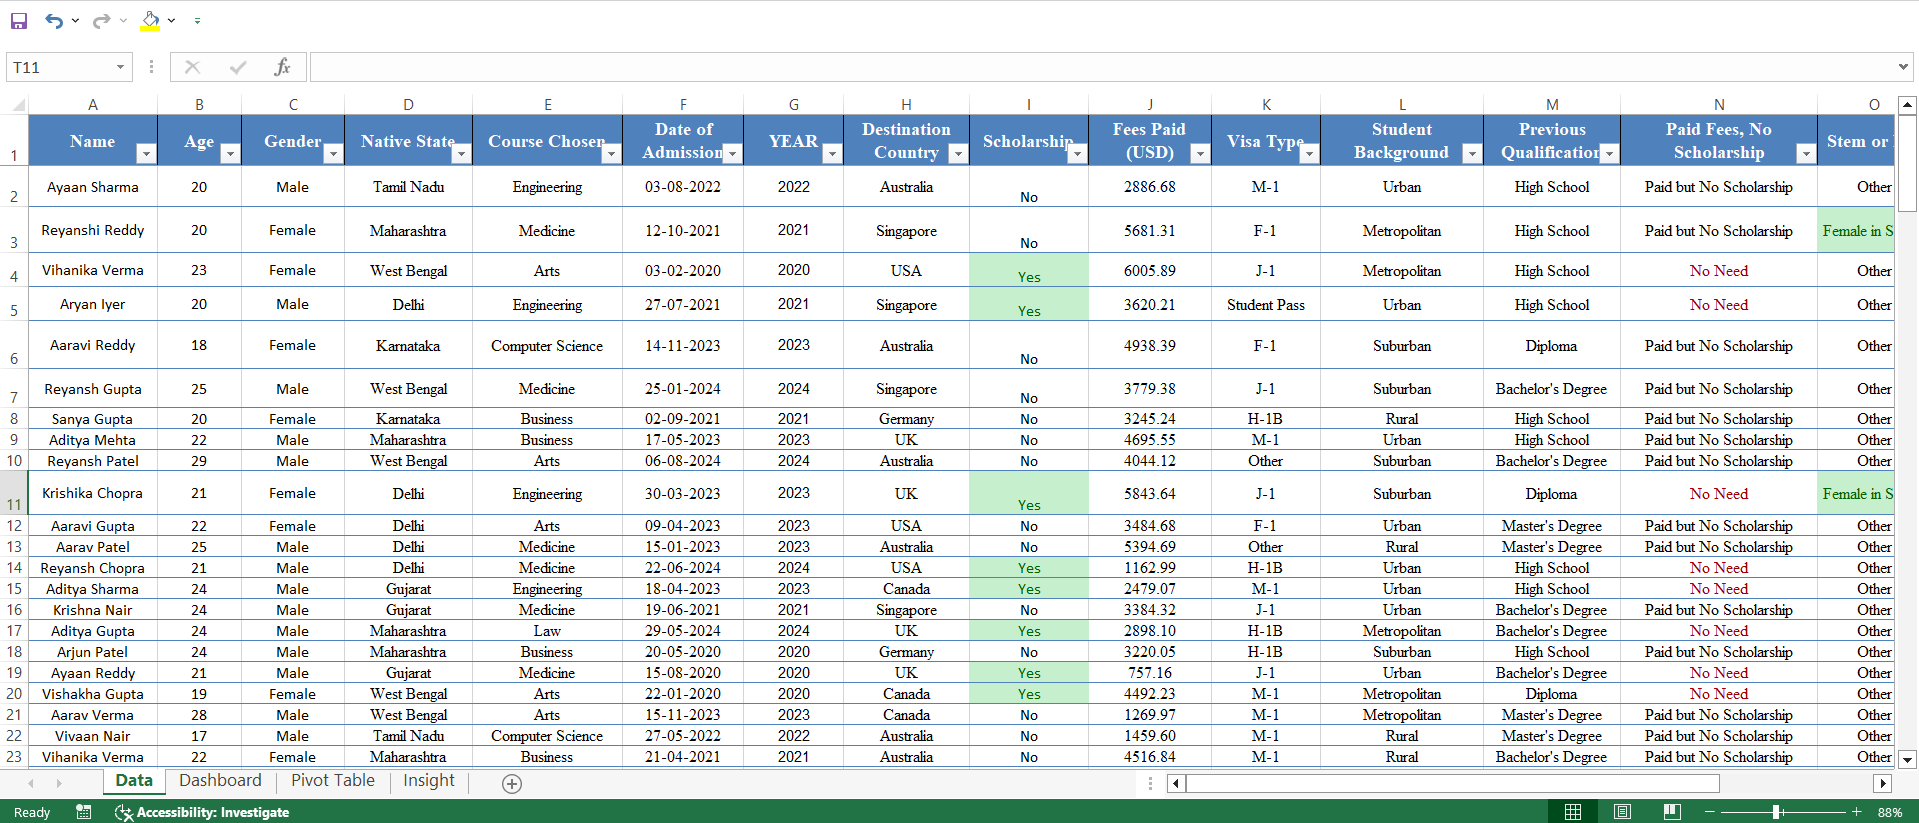 T11
fx
A B C D E F G H I J K L M N O
1 Name Age Gender Native State Course Chosen Date of Admission YEAR Destination Country Scholarship Fees Paid (USD) Visa Type Student Background Previous Qualification Paid Fees, No Scholarship Stem or
2 Ayaan Sharma 20 Male Tamil Nadu Engineering 03-08-2022 2022 Australia No 2886.68 M-1 Urban High School Paid but No Scholarship Other
3 Reyanshi Reddy 20 Female Maharashtra Medicine 12-10-2021 2021 Singapore No 5681.31 F-1 Metropolitan High School Paid but No Scholarship Female in S
4 Vihanika Verma 23 Female West Bengal Arts 03-02-2020 2020 USA Yes 6005.89 J-1 Metropolitan High School No Need Other
5 Aryan Iyer 20 Male Delhi Engineering 27-07-2021 2021 Singapore Yes 3620.21 Student Pass Urban High School No Need Other
6 Aaravi Reddy 18 Female Karnataka Computer Science 14-11-2023 2023 Australia No 4938.39 F-1 Suburban Diploma Paid but No Scholarship Other
7 Reyansh Gupta 25 Male West Bengal Medicine 25-01-2024 2024 Singapore No 3779.38 J-1 Suburban Bachelor's Degree Paid but No Scholarship Other
8 Sanya Gupta 20 Female Karnataka Business 02-09-2021 2021 Germany No 3245.24 H-1B Rural High School Paid but No Scholarship Other
9 Aditya Mehta 22 Male Maharashtra Business 17-05-2023 2023 UK No 4695.55 M-1 Urban High School Paid but No Scholarship Other
10 Reyansh Patel 29 Male West Bengal Arts 06-08-2024 2024 Australia No 4044.12 Other Suburban Bachelor's Degree Paid but No Scholarship Other
11 Krishika Chopra 21 Female Delhi Engineering 30-03-2023 2023 UK Yes 5843.64 J-1 Suburban Diploma No Need Female in S
12 Aaravi Gupta 22 Female Delhi Arts 09-04-2023 2023 USA No 3484.68 F-1 Urban Master's Degree Paid but No Scholarship Other
13 Aarav Patel 25 Male Delhi Medicine 15-01-2023 2023 Australia No 5394.69 Other Rural Master's Degree Paid but No Scholarship Other
14 Reyansh Chopra 21 Male Delhi Medicine 22-06-2024 2024 USA Yes 1162.99 H-1B Urban High School No Need Other
15 Aditya Sharma 24 Male Gujarat Engineering 18-04-2023 2023 Canada Yes 2479.07 M-1 Urban High School No Need Other
16 Krishna Nair 24 Male Gujarat Medicine 19-06-2021 2021 Singapore No 3384.32 J-1 Urban Bachelor's Degree Paid but No Scholarship Other
17 Aditya Gupta 24 Male Maharashtra Law 29-05-2024 2024 UK Yes 2898.10 H-1B Metropolitan Bachelor's Degree No Need Other
18 Arjun Patel 24 Male Maharashtra Business 20-05-2020 2020 Germany No 3220.05 H-1B Suburban High School Paid but No Scholarship Other
19 Ayaan Reddy 21 Male Gujarat Medicine 15-08-2020 2020 UK Yes 757.16 J-1 Urban Bachelor's Degree No Need Other
20 Vishakha Gupta 19 Female West Bengal Arts 22-01-2020 2020 Canada Yes 4492.23 M-1 Metropolitan Diploma No Need Other
21 Aarav Verma 28 Male West Bengal Arts 15-11-2023 2023 Canada No 1269.97 M-1 Metropolitan Master's Degree Paid but No Scholarship Other
22 Vivaan Nair 17 Male Tamil Nadu Computer Science 27-05-2022 2022 Australia No 1459.60 M-1 Rural Master's Degree Paid but No Scholarship Other
23 Vihanika Verma 22 Female Maharashtra Business 21-04-2021 2021 Australia No 4516.84 M-1 Rural Bachelor's Degree Paid but No Scholarship Other
Data Dashboard Pivot Table Insight
Ready Accessibility: Investigate 88%